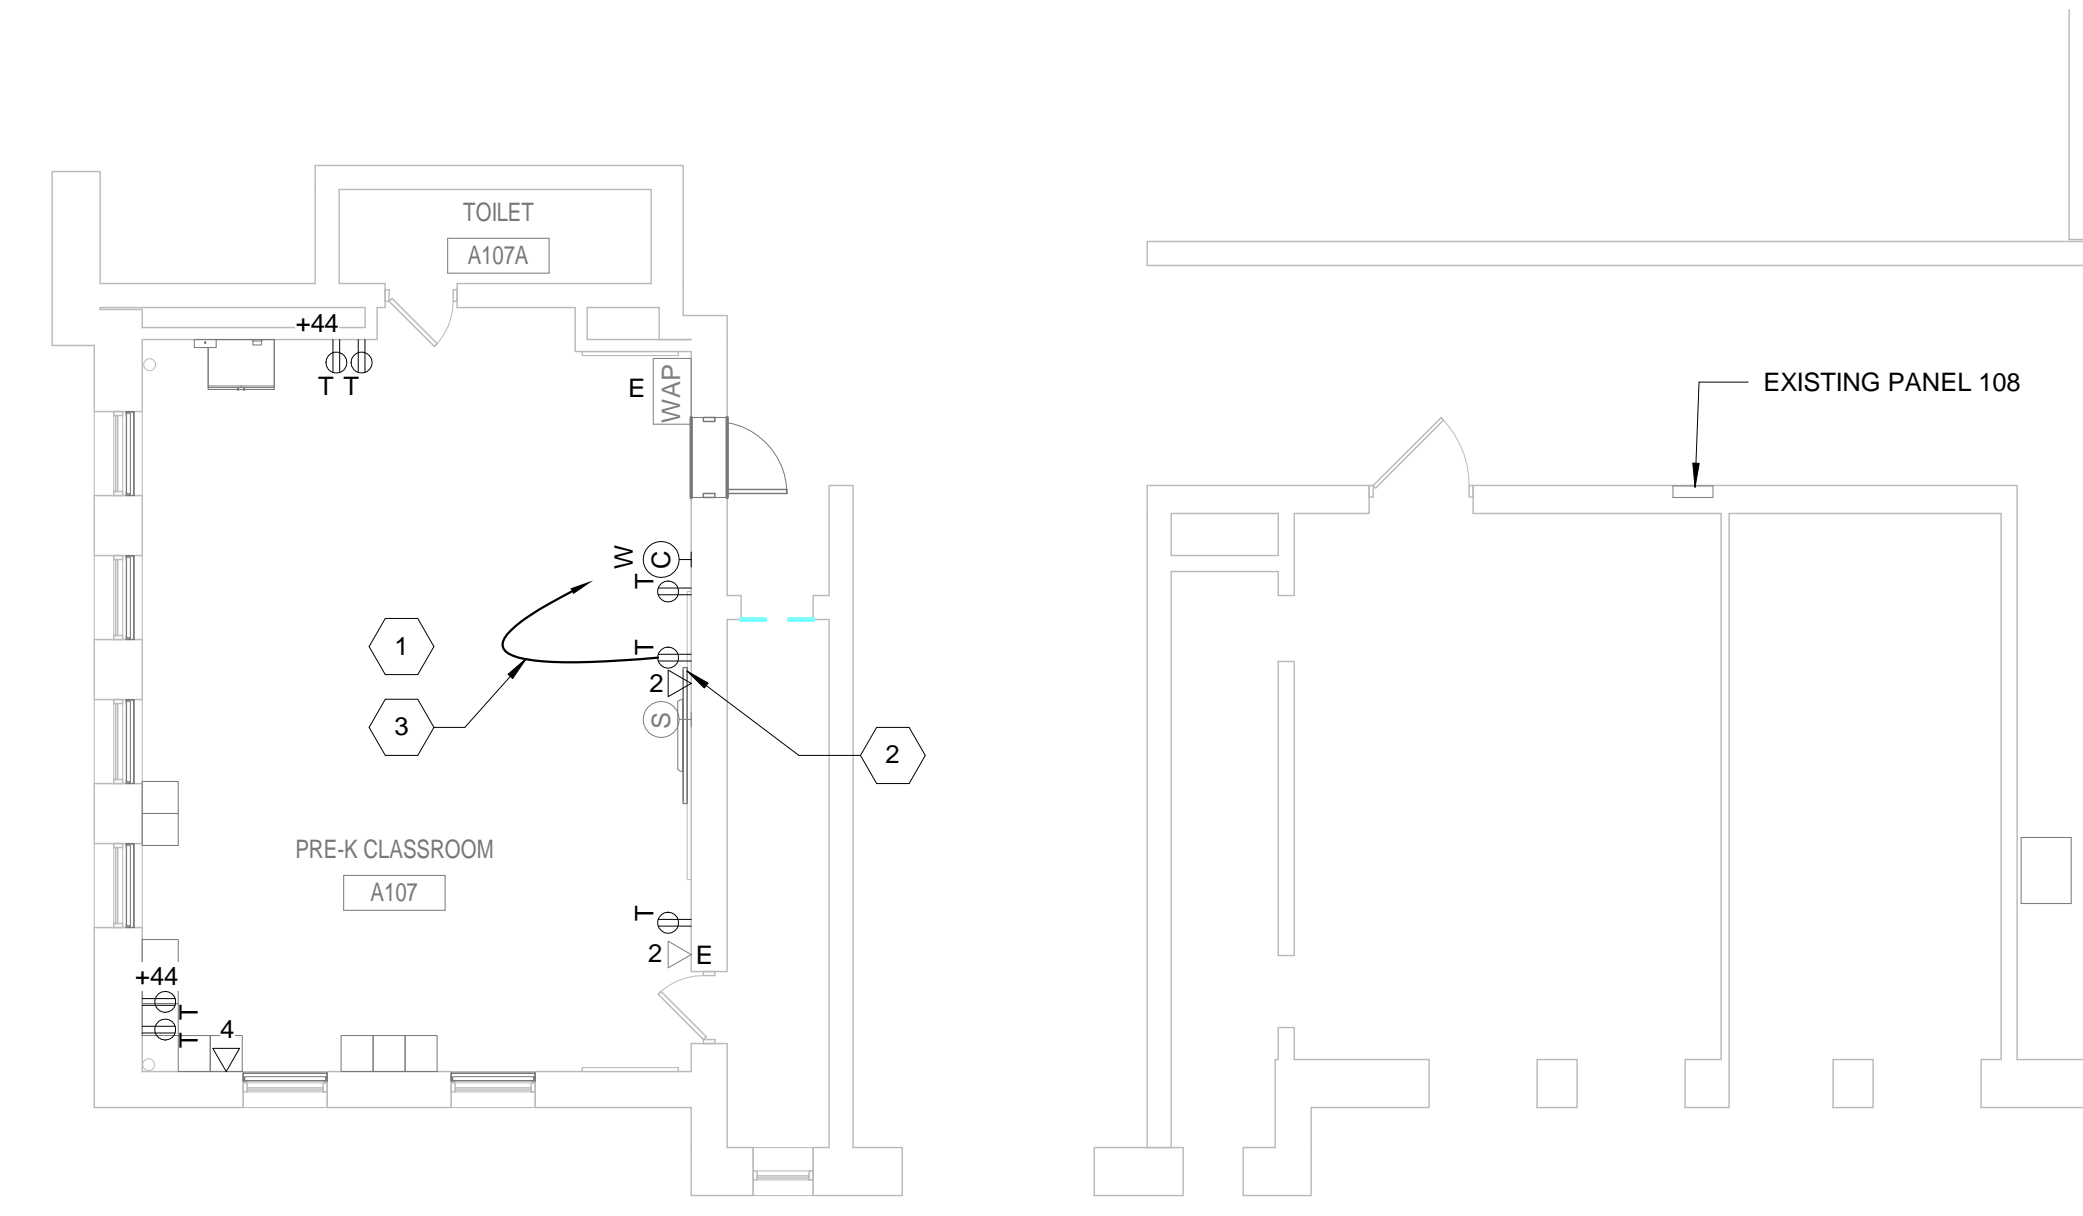 TOILET
A107A
+44
T T
E
WAP
EXISTING PANEL 108
W
C
T
1
T
2
3
S
2
PRE-K CLASSROOM
A107
T
2
E
+44
T
T
4